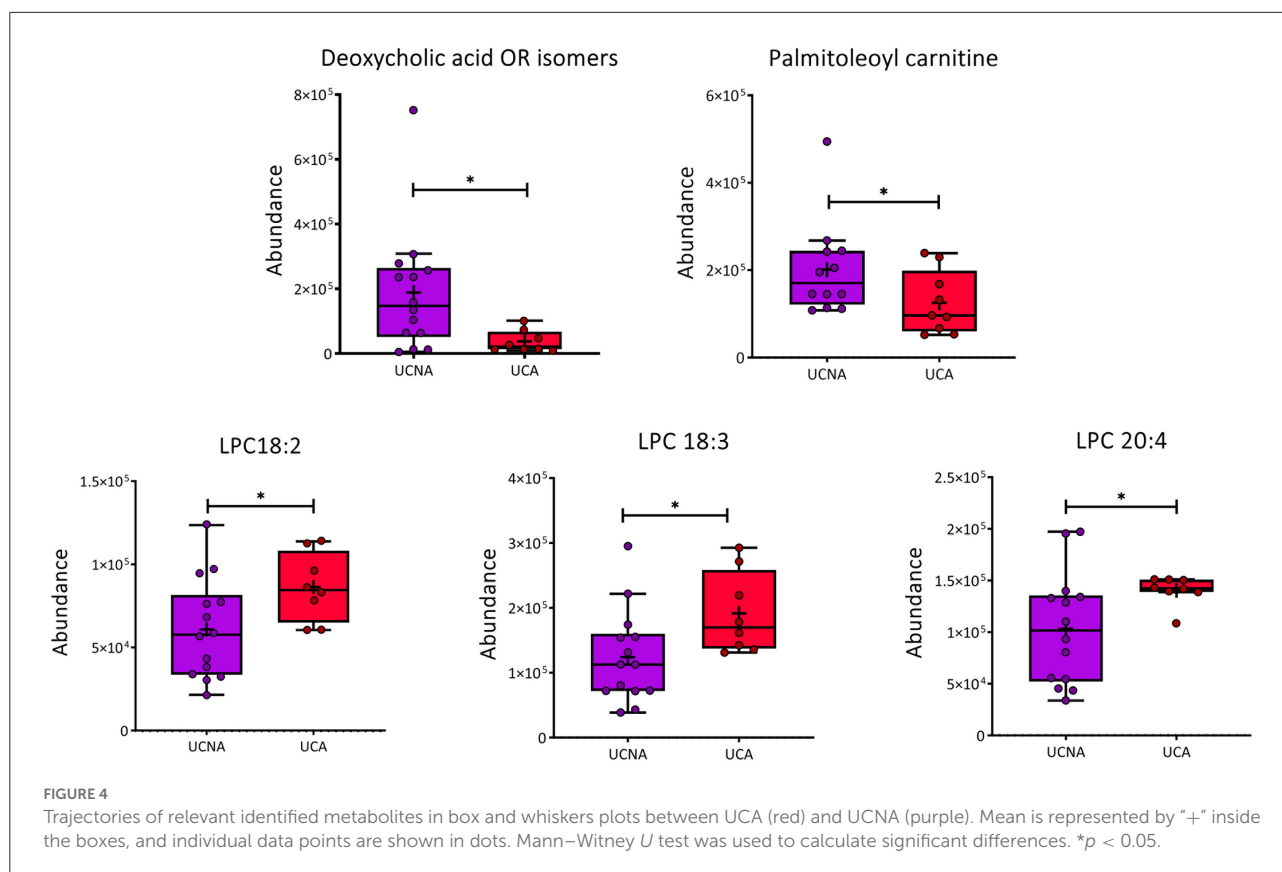 Deoxycholic acid OR isomers
8×10⁵
6×10⁵
4×10⁵
2×10⁵
0
Abundance
*
UCNA
UCA
Palmitoleoyl carnitine
6×10⁵
4×10⁵
2×10⁵
0
Abundance
*
UCNA
UCA
LPC18:2
1.5×10⁵
1×10⁵
5×10⁴
0
Abundance
*
UCNA
UCA
LPC 18:3
4×10⁵
3×10⁵
2×10⁵
1×10⁵
0
Abundance
*
UCNA
UCA
LPC 20:4
2.5×10⁵
2×10⁵
1.5×10⁵
1×10⁵
5×10⁴
0
Abundance
*
UCNA
UCA
FIGURE 4
Trajectories of relevant identified metabolites in box and whiskers plots between UCA (red) and UCNA (purple). Mean is represented by “+” inside
the boxes, and individual data points are shown in dots. Mann–Witney U test was used to calculate significant differences. *p < 0.05.